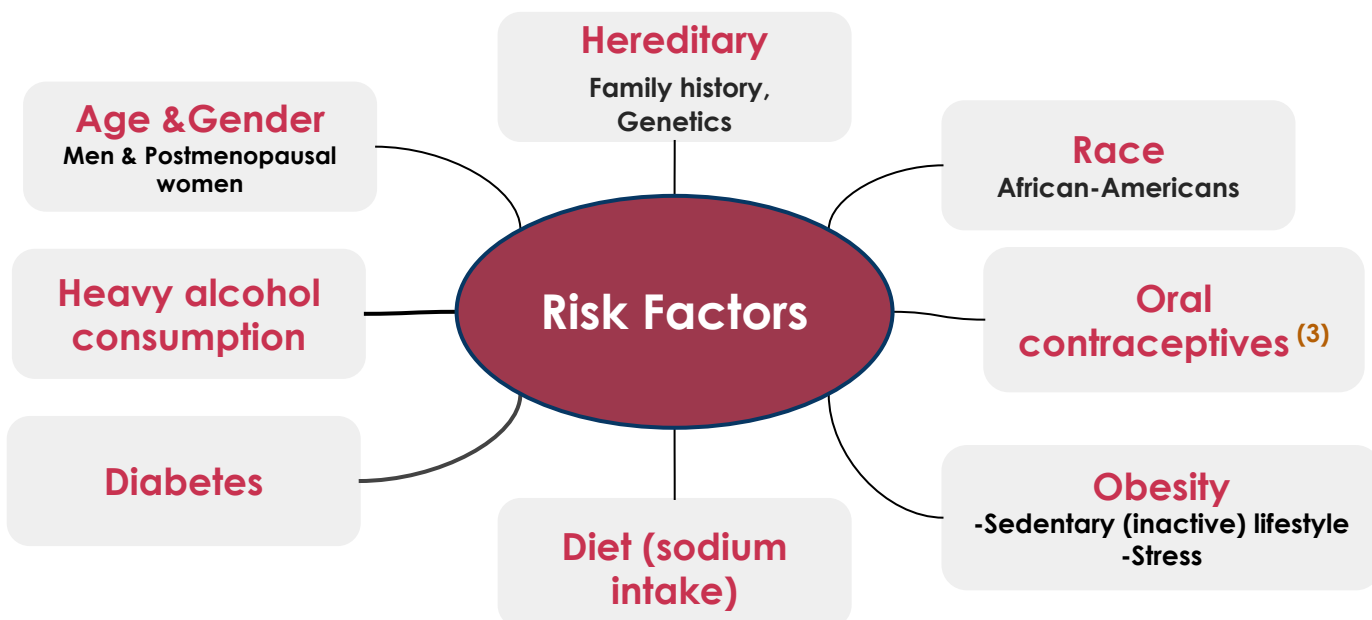 Hereditary
Family history,
Genetics
Age &Gender
Men & Postmenopausal
women
Race
African-Americans
Heavy alcohol
consumption
Risk Factors
Oral
contraceptives (3)
Diabetes
Obesity
-Sedentary (inactive) lifestyle
-Stress
Diet (sodium
intake)